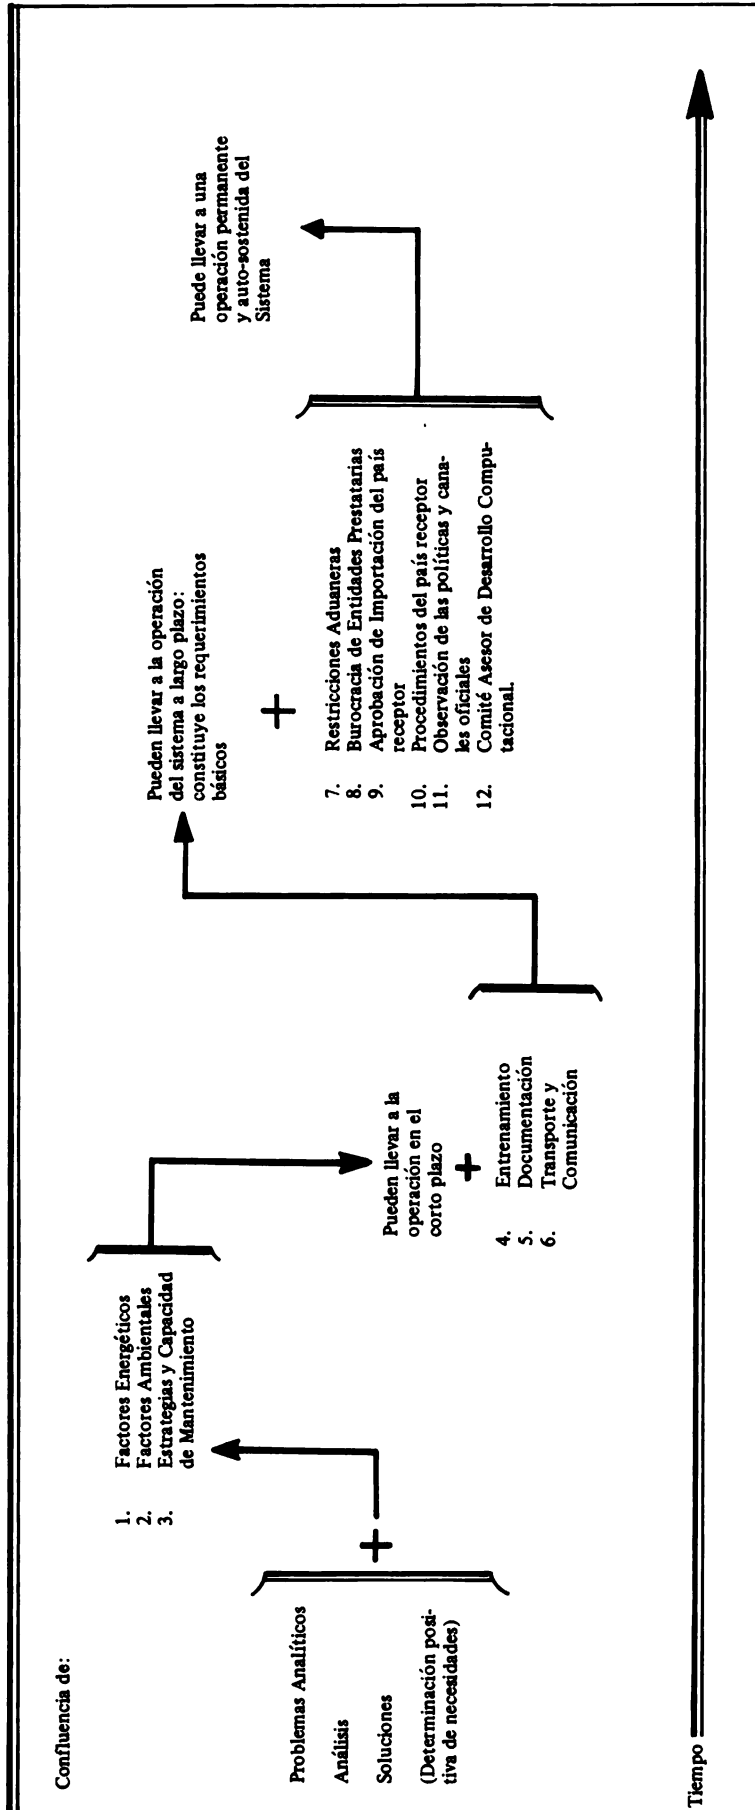 Confluencia de:
Problemas Analíticos
Análisis
Soluciones
(Determinación posi-
tiva de necesidades)
+
1. Factores Energéticos
2. Factores Ambientales
3. Estrategias y Capacidad
de Mantenimiento
Pueden llevar a la
operación en el
corto plazo
+
4. Entrenamiento
5. Documentación
6. Transporte y
Comunicación
Pueden llevar a la operación
del sistema a largo plazo:
constituye los requerimientos
básicos
+
7. Restricciones Aduaneras
8. Burocracia de Entidades Prestatarias
9. Aprobación de Importación del país
receptor
10. Procedimientos del país receptor
11. Observación de las políticas y cana-
les oficiales
12. Comité Asesor de Desarrollo Compu-
tacional.
Puede llevar a una
operación permanente
y auto-sostenida del
Sistema
Tiempo